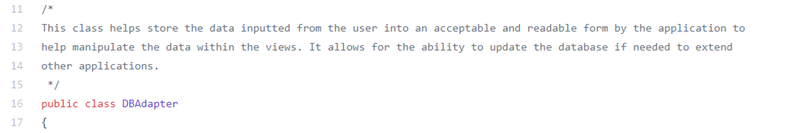 11 /*
12 This class helps store the data inputted from the user into an acceptable and readable form by the application to
13 help manipulate the data within the views. It allows for the ability to update the database if needed to extend
14 other applications.
15 */
16 public class DBAdapter
17 {